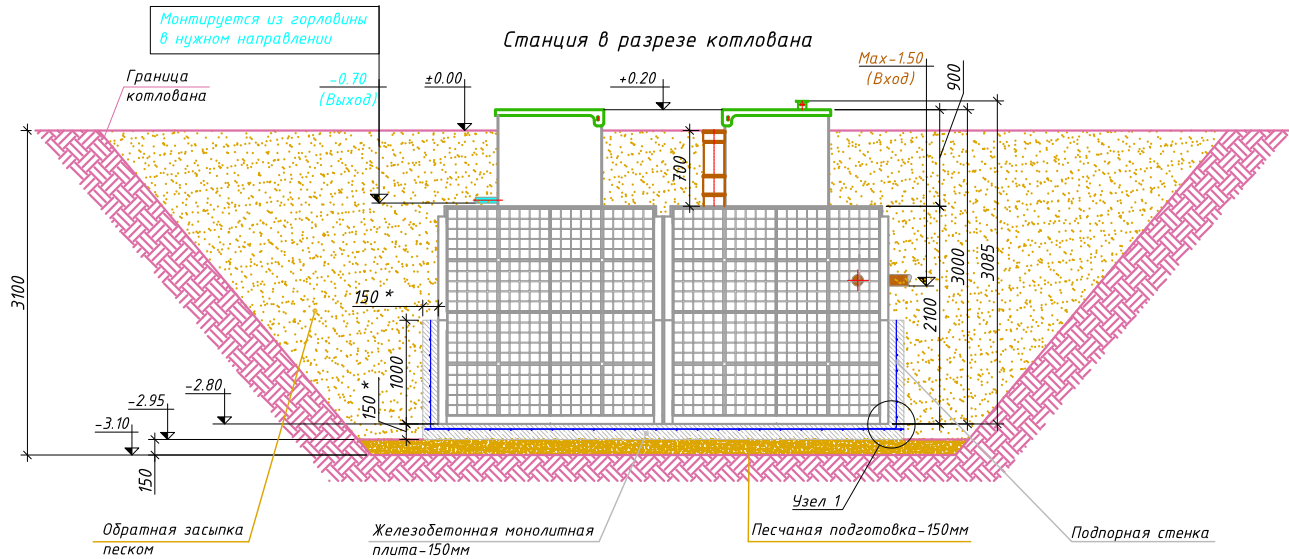 Монтируется из горловины
в нужном направлении
Станция в разрезе котлована
Граница
котлована
-0.70
(Выход)
±0.00
+0.20
Max-1.50
(Вход)
900
700
3100
150 *
1000
150 *
2100
3000
3085
-2.80
-2.95
-3.10
150
Узел 1
Обратная засыпка
песком
Железобетонная монолитная
плита-150мм
Песчаная подготовка-150мм
Подпорная стенка